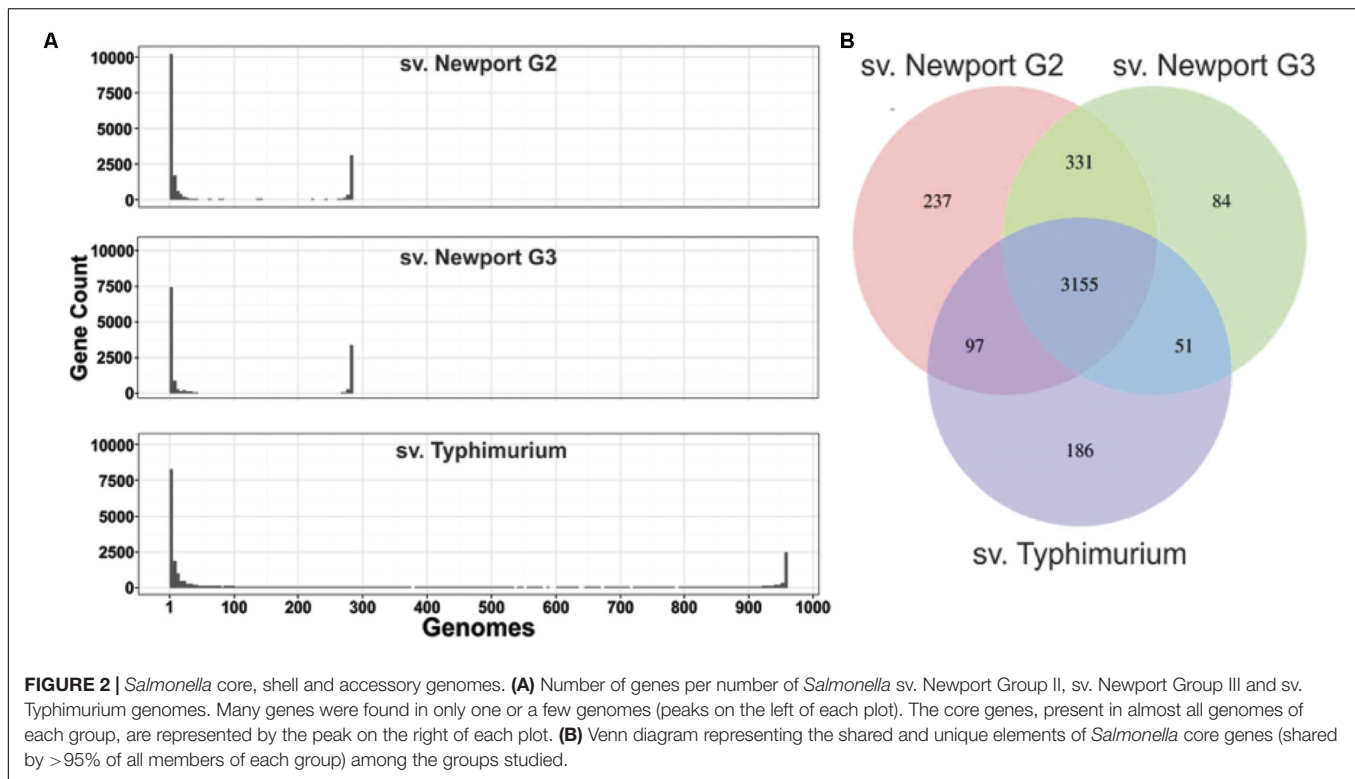 A
10000
7500
5000
2500
0
sv. Newport G2
10000
7500
5000
2500
0
sv. Newport G3
10000
7500
5000
2500
0
sv. Typhimurium
Gene Count
1 100 200 300 400 500 600 700 800 900 1000
Genomes
B
sv. Newport G2 sv. Newport G3
331
237 84
3155
97 51
186
sv. Typhimurium
FIGURE 2 | Salmonella core, shell and accessory genomes. (A) Number of genes per number of Salmonella sv. Newport Group II, sv. Newport Group III and sv.
Typhimurium genomes. Many genes were found in only one or a few genomes (peaks on the left of each plot). The core genes, present in almost all genomes of
each group, are represented by the peak on the right of each plot. (B) Venn diagram representing the shared and unique elements of Salmonella core genes (shared
by >95% of all members of each group) among the groups studied.